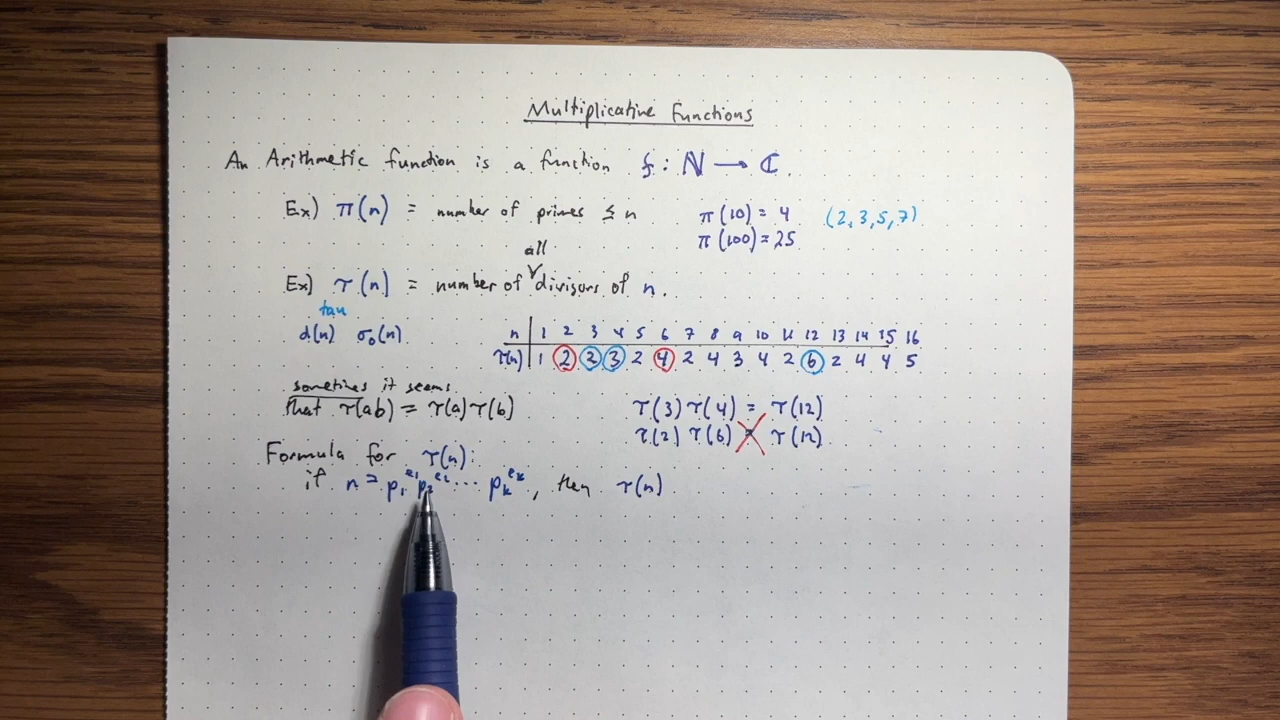 Multiplicative Functions
An Arithmetic function is a function f : ℕ → ℂ.
Ex) π(n) = number of primes ≤ n
π(10) = 4 (2,3,5,7)
π(100) = 25
all
Ex) τ(n) = number of divisors of n.
tau
d(n) σ₀(n)
n 1 2 3 4 5 6 7 8 9 10 11 12 13 14 15 16
τ(n) 1 2 2 3 2 4 2 4 3 4 2 6 2 4 4 5
sometimes it seems
that τ(ab) = τ(a)τ(b)
τ(3)τ(4) = τ(12)
τ(2)τ(6) = τ(12)
Formula for τ(n):
if n = p₁^e₁ p₂^e₂ ⋯ pₖ^eₖ, then τ(n)